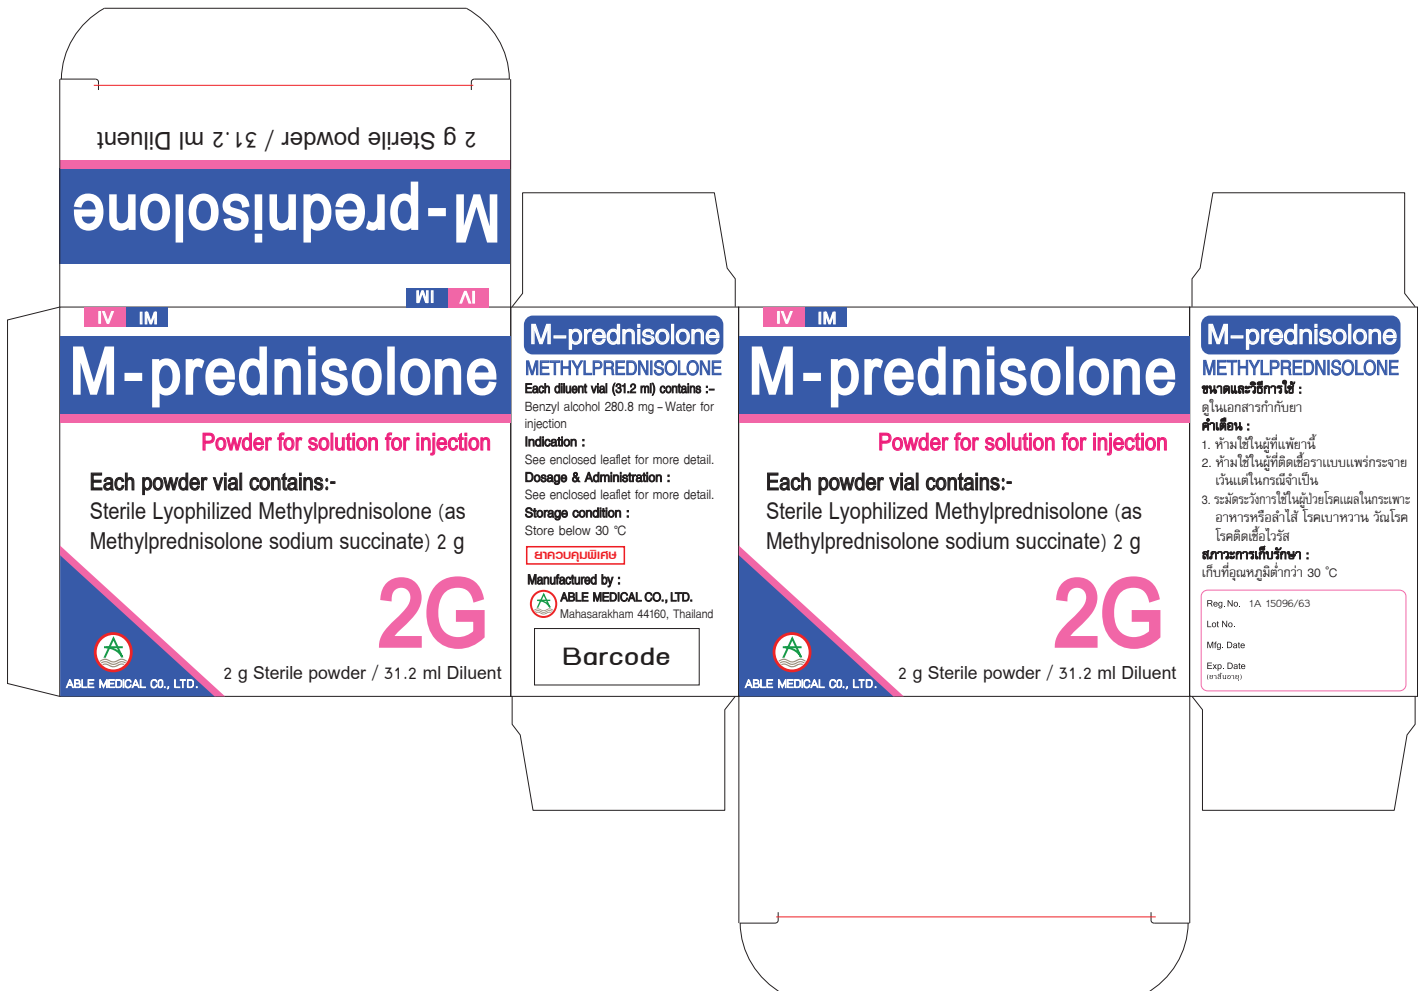 2 g Sterile powder / 31.2 ml Diluent
M-prednisolone
IV IM
IV IM
M-prednisolone
Powder for solution for injection
Each powder vial contains:-
Sterile Lyophilized Methylprednisolone (as
Methylprednisolone sodium succinate) 2 g
2G
2 g Sterile powder / 31.2 ml Diluent
ABLE MEDICAL CO., LTD.
M-prednisolone
METHYLPREDNISOLONE
Each diluent vial (31.2 ml) contains :-
Benzyl alcohol 280.8 mg - Water for
injection
Indication :
See enclosed leaflet for more detail.
Dosage & Administration :
See enclosed leaflet for more detail.
Storage condition :
Store below 30 °C
ยาควบคุมพิเศษ
Manufactured by :
ABLE MEDICAL CO., LTD.
Mahasarakham 44160, Thailand
Barcode
IV IM
M-prednisolone
Powder for solution for injection
Each powder vial contains:-
Sterile Lyophilized Methylprednisolone (as
Methylprednisolone sodium succinate) 2 g
2G
2 g Sterile powder / 31.2 ml Diluent
ABLE MEDICAL CO., LTD.
M-prednisolone
METHYLPREDNISOLONE
ขนาดและวิธีการใช้ :
ดูในเอกสารกำกับยา
คำเตือน :
1. ห้ามใช้ในผู้ที่แพ้ยานี้
2. ห้ามใช้ในผู้ที่ติดเชื้อราแบบแพร่กระจาย
เว้นแต่ในกรณีจำเป็น
3. ระมัดระวังการใช้ในผู้ป่วยโรคแผลในกระเพาะ
อาหารหรือลำไส้ โรคเบาหวาน วัณโรค
โรคติดเชื้อไวรัส
สภาวะการเก็บรักษา :
เก็บที่อุณหภูมิต่ำกว่า 30 °C
Reg. No. 1A 15096/63
Lot No.
Mfg. Date
Exp. Date
(ยาสิ้นอายุ)